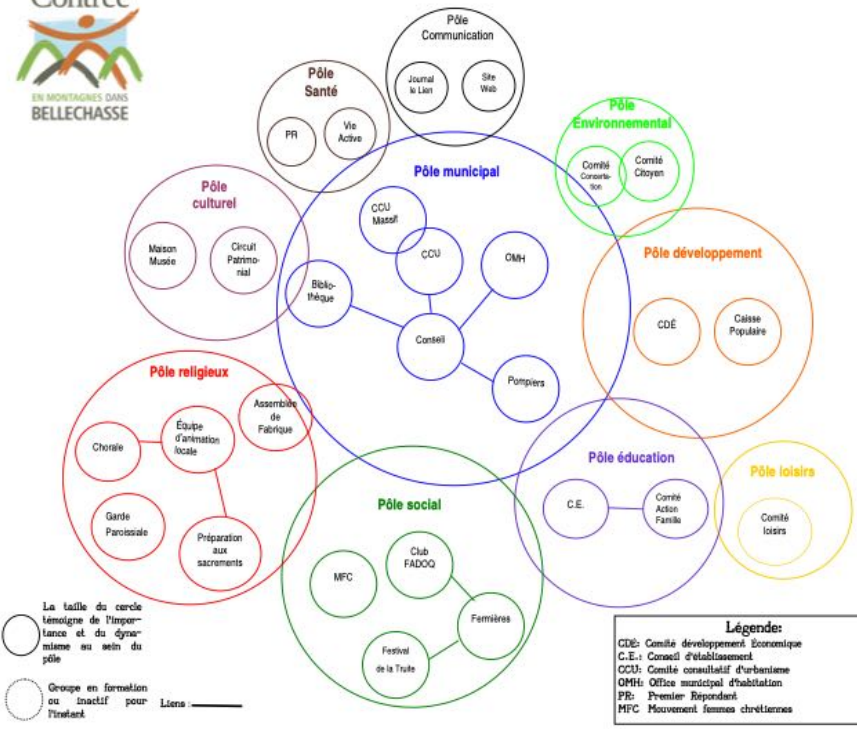 Contrée
EN MONTAGNES DANS
BELLECHASSE
Pôle
Communication
Journal
le Lien
Site
Web
Pôle
Santé
PR
Vie
Active
Pôle
Environnemental
Comité
Concerta-
tion
Comité
Citoyen
Pôle
culturel
Maison
Musée
Circuit
Patrimo-
nial
Pôle municipal
CCU
Massif
CCU
OMH
Biblio-
thèque
Conseil
Pompiers
Pôle développement
CDÉ
Caisse
Populaire
Pôle religieux
Assemblée
de
Fabrique
Équipe
d'animation
locale
Chorale
Garde
Paroissiale
Préparation
aux
sacrements
Pôle social
Club
FADOQ
MFC
Fermières
Festival
de la Truite
Pôle éducation
C.E.
Comité
Action
Famille
Pôle loisirs
Comité
loisirs
La taille du cercle
témoigne de l'impor-
tance et du dyna-
misme au sein du
pôle
Groupe en formation
ou inactif pour
l'instant
Liens :
Légende:
CDÉ: Comité développement Économique
C.E.: Conseil d'établissement
CCU: Comité consultatif d'urbanisme
OMH: Office municipal d'habitation
PR: Premier Répondant
MFC Mouvement femmes chrétiennes